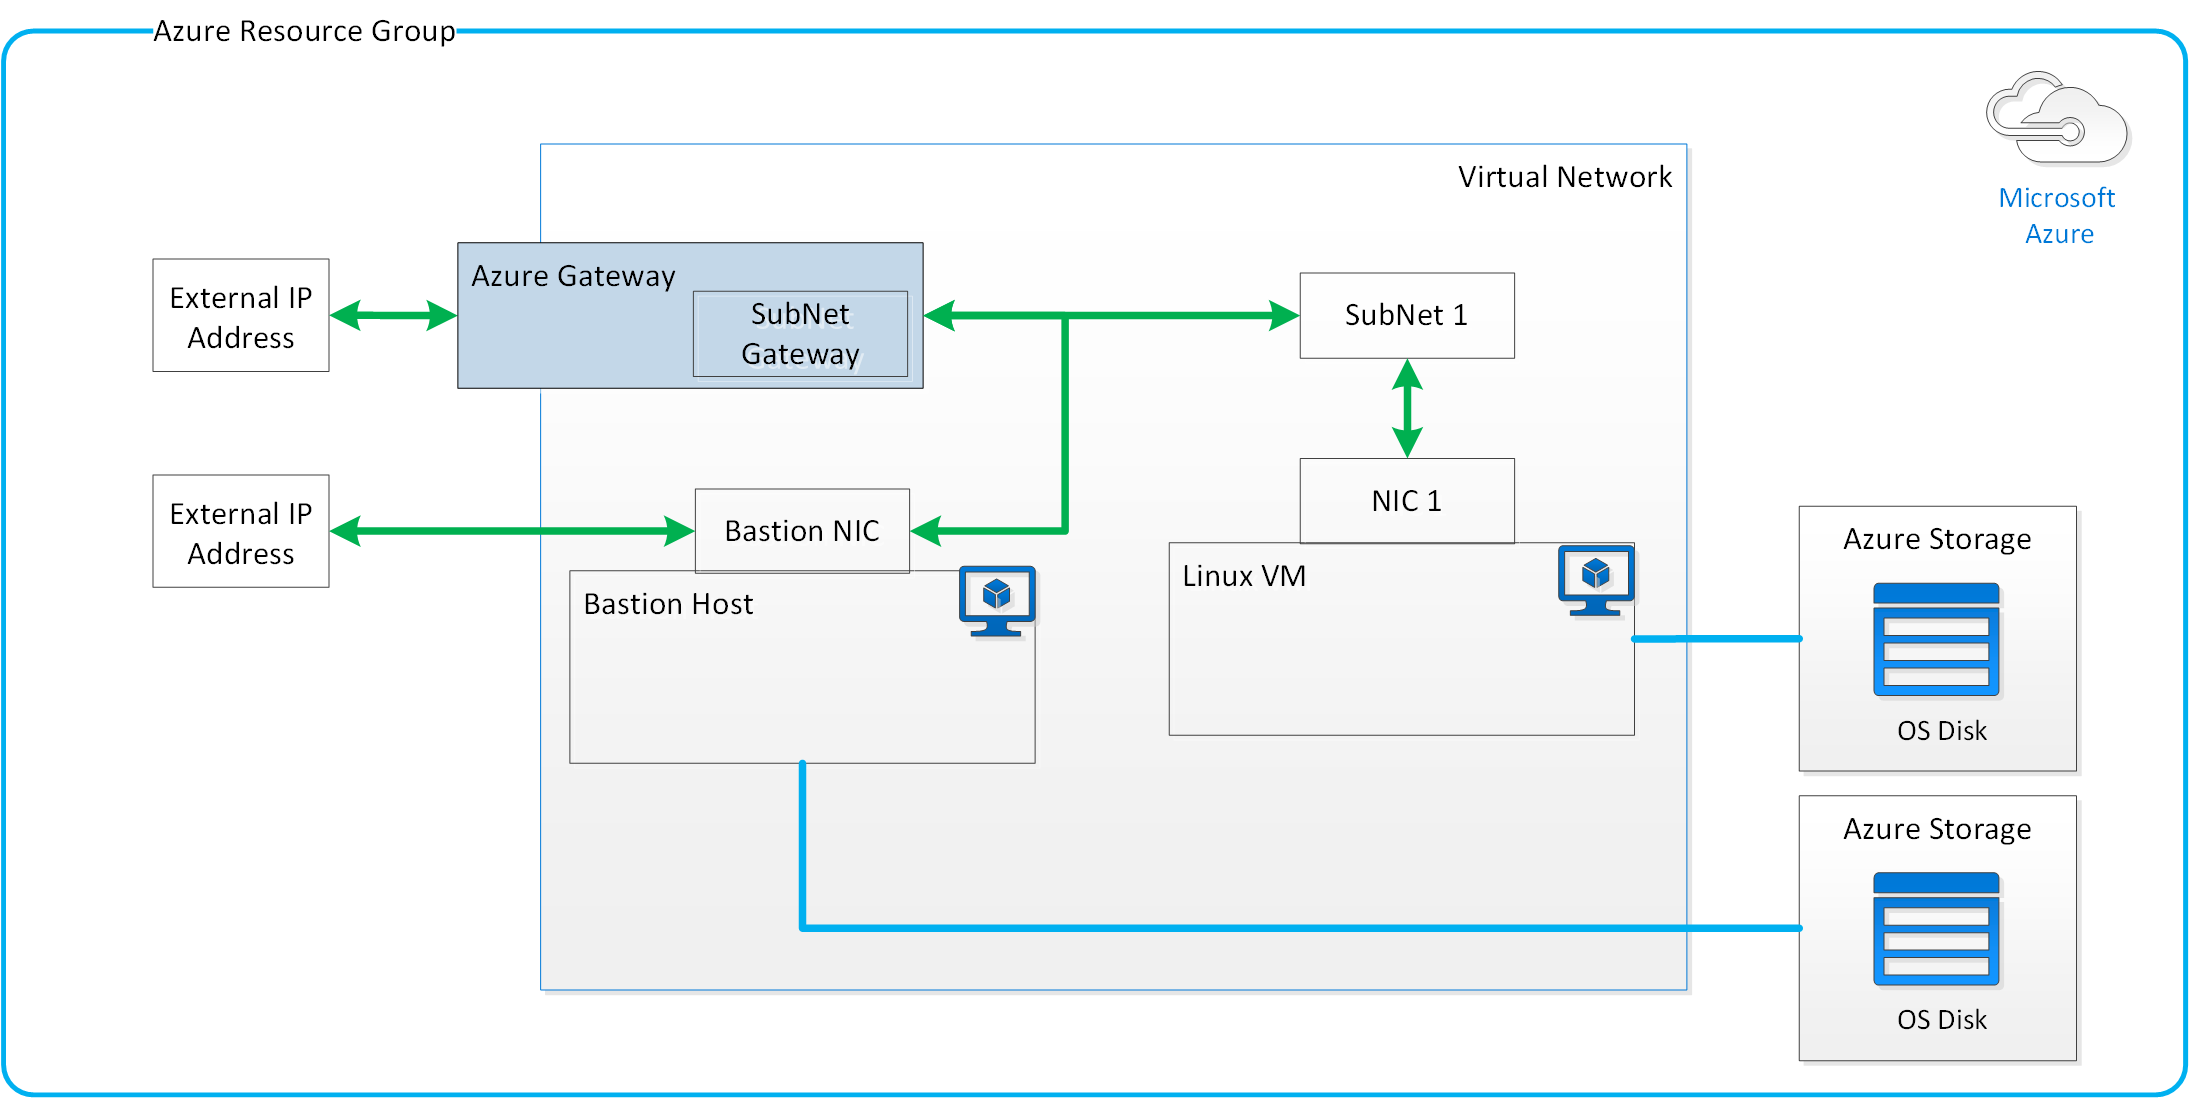 Azure Resource Group
Microsoft
Azure
Virtual Network
Azure Gateway
SubNet
Gateway
External IP
Address
SubNet 1
External IP
Address
Bastion NIC
NIC 1
Bastion Host
Linux VM
Azure Storage
OS Disk
Azure Storage
OS Disk